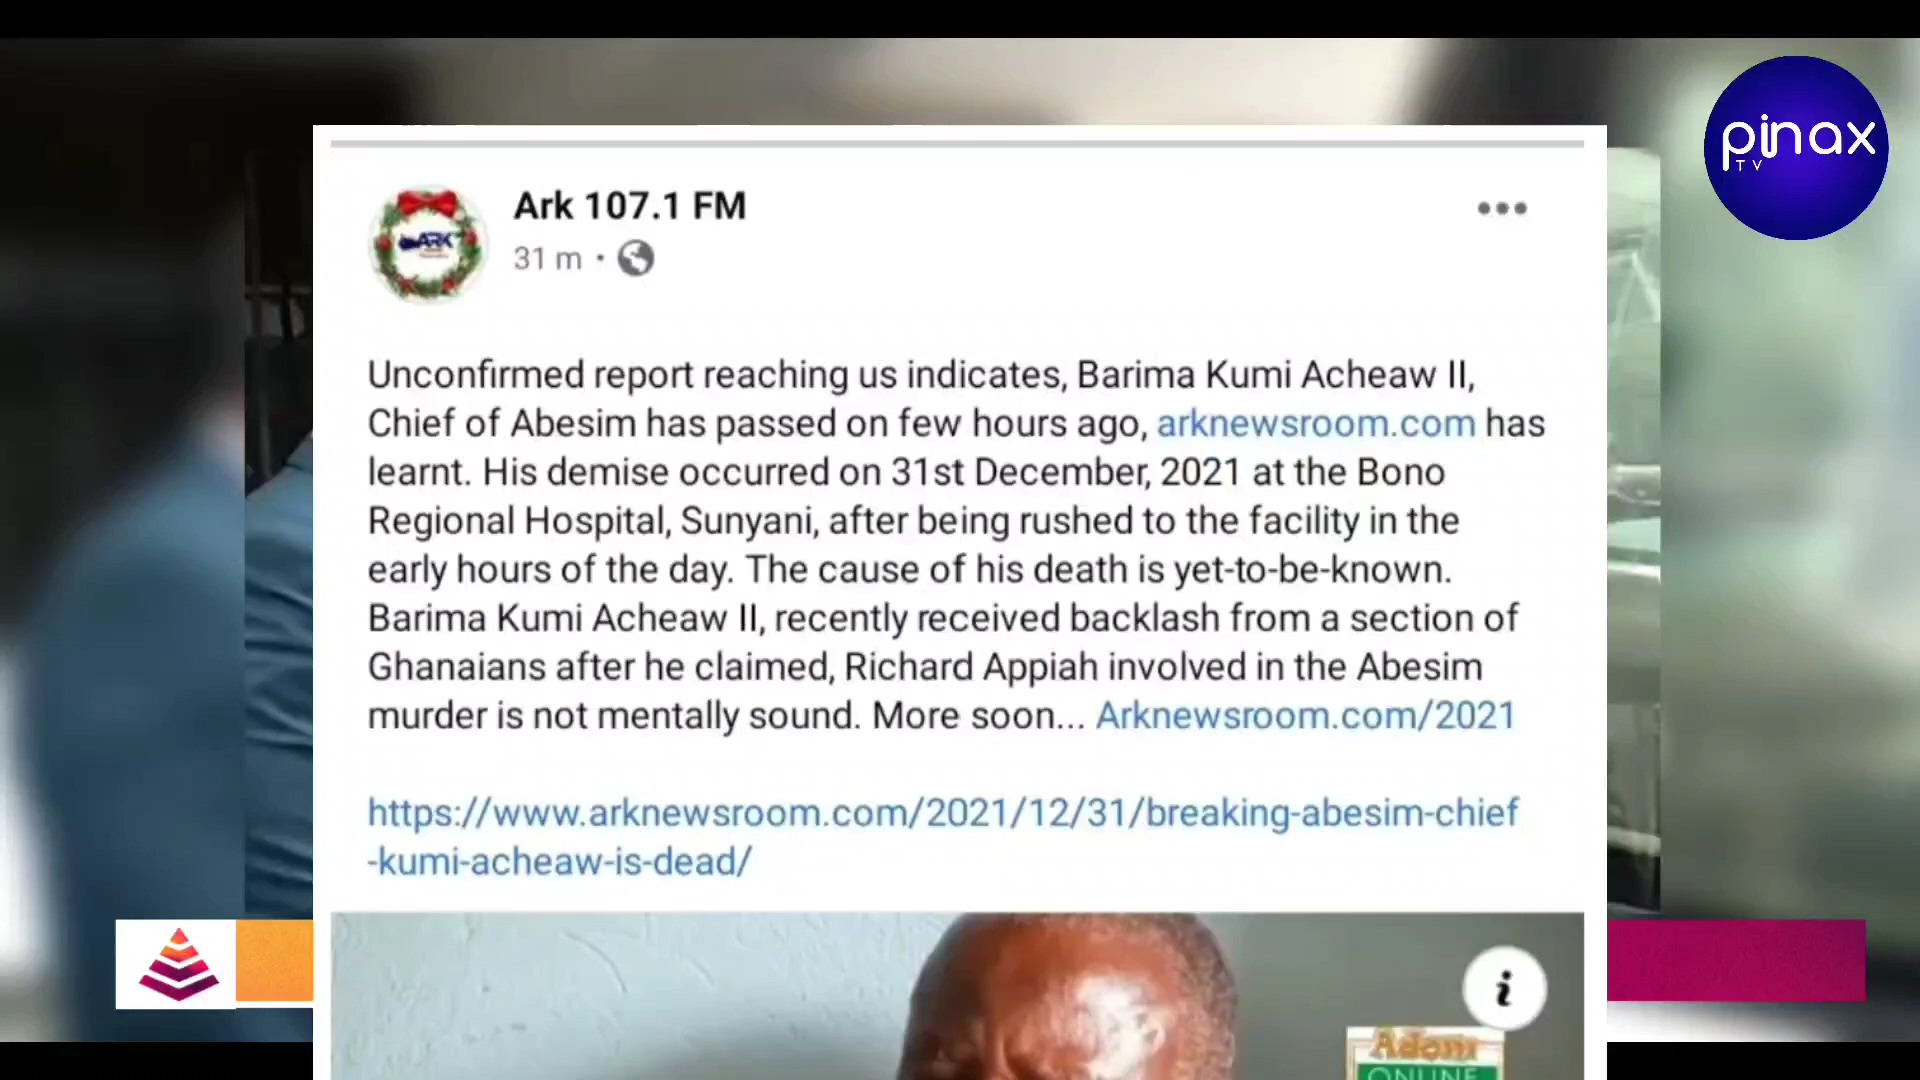 pinax
TV
ARK
Ark 107.1 FM
31 m
Unconfirmed report reaching us indicates, Barima Kumi Acheaw II,
Chief of Abesim has passed on few hours ago, arknewsroom.com has
learnt. His demise occurred on 31st December, 2021 at the Bono
Regional Hospital, Sunyani, after being rushed to the facility in the
early hours of the day. The cause of his death is yet-to-be-known.
Barima Kumi Acheaw II, recently received backlash from a section of
Ghanaians after he claimed, Richard Appiah involved in the Abesim
murder is not mentally sound. More soon... Arknewsroom.com/2021
https://www.arknewsroom.com/2021/12/31/breaking-abesim-chief
-kumi-acheaw-is-dead/
i
Adom
ONLINE